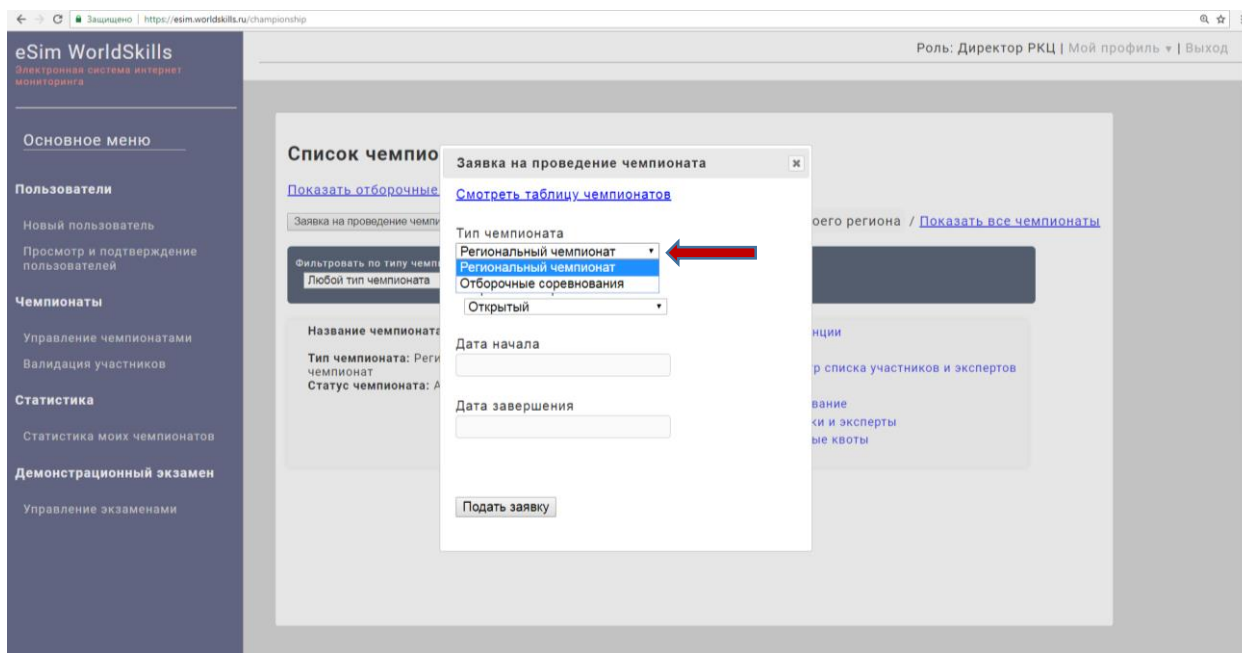 Защищено | https://esim.worldskills.ru/championship
eSim WorldSkills
Электронная система интернет
мониторинга
Роль: Директор РКЦ | Мой профиль ▾ | Выход
Основное меню
Пользователи
Новый пользователь
Просмотр и подтверждение
пользователей
Чемпионаты
Управление чемпионатами
Валидация участников
Статистика
Статистика моих чемпионатов
Демонстрационный экзамен
Управление экзаменами
Список чемпио
Показать отборочные
Заявка на проведение чемпи
оего региона / Показать все чемпионаты
Фильтровать по типу чемп
Любой тип чемпионата
Название чемпионата
Тип чемпионата: Реги
чемпионат
Статус чемпионата: А
нции
р списка участников и экспертов
вание
ки и эксперты
ые квоты
Заявка на проведение чемпионата
Смотреть таблицу чемпионатов
Тип чемпионата
Региональный чемпионат
Региональный чемпионат
Отборочные соревнования
Открытый
Дата начала
Дата завершения
Подать заявку